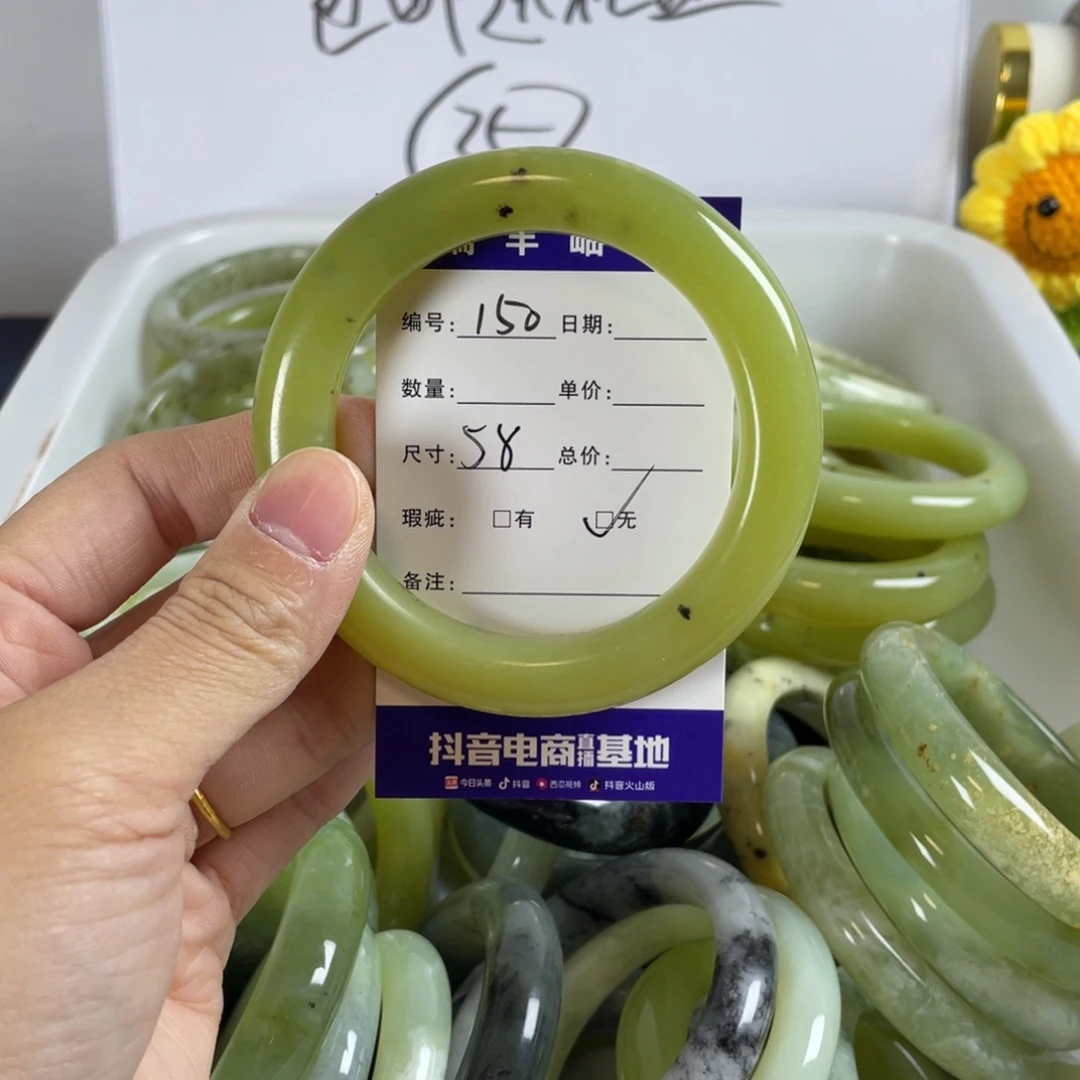 编号: 150 日期:
数量: 单价:
尺寸: 58 总价:
瑕疵: □有 □无
备注:
抖音电商直播基地
今日头条 抖音 西瓜视频 抖音火山版